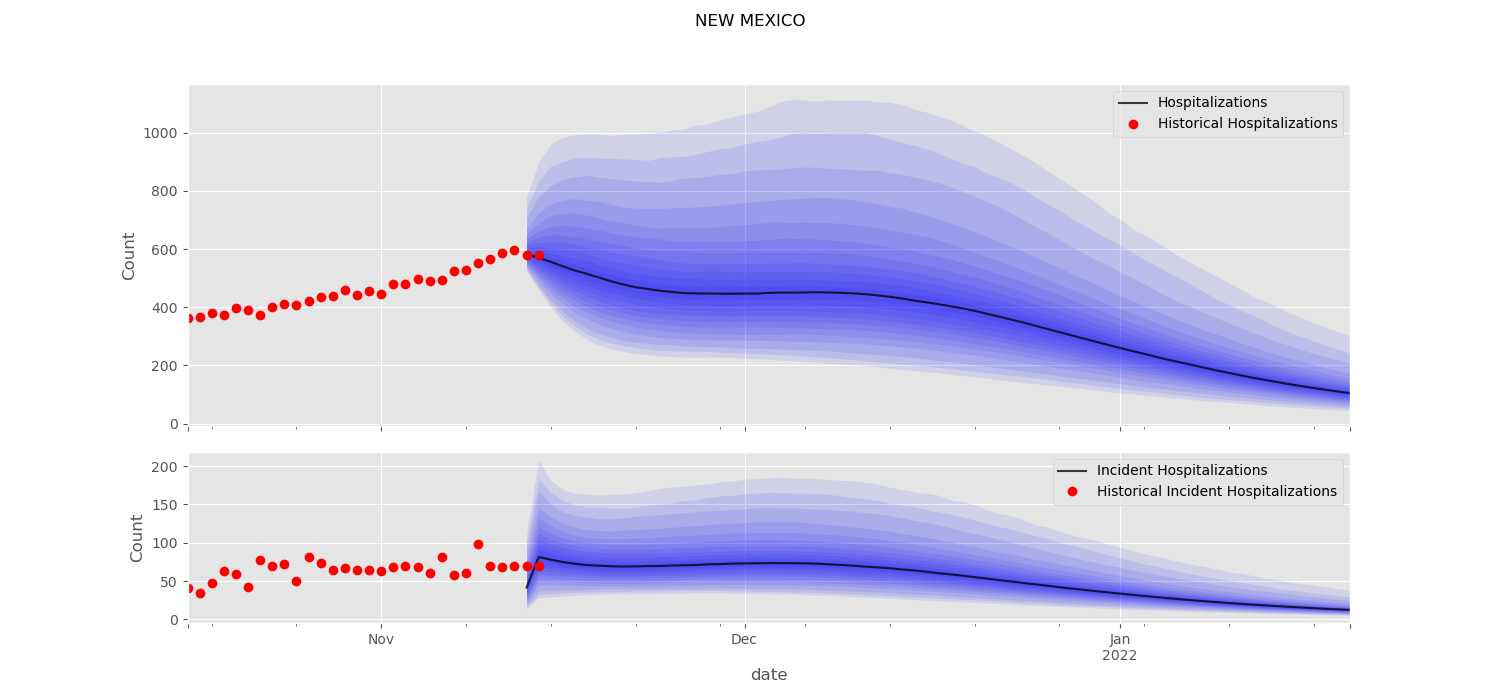 NEW MEXICO
Hospitalizations
Historical Hospitalizations
Count
1000
800
600
400
200
0
Incident Hospitalizations
Historical Incident Hospitalizations
Count
200
150
100
50
0
Nov
Dec
Jan
2022
date